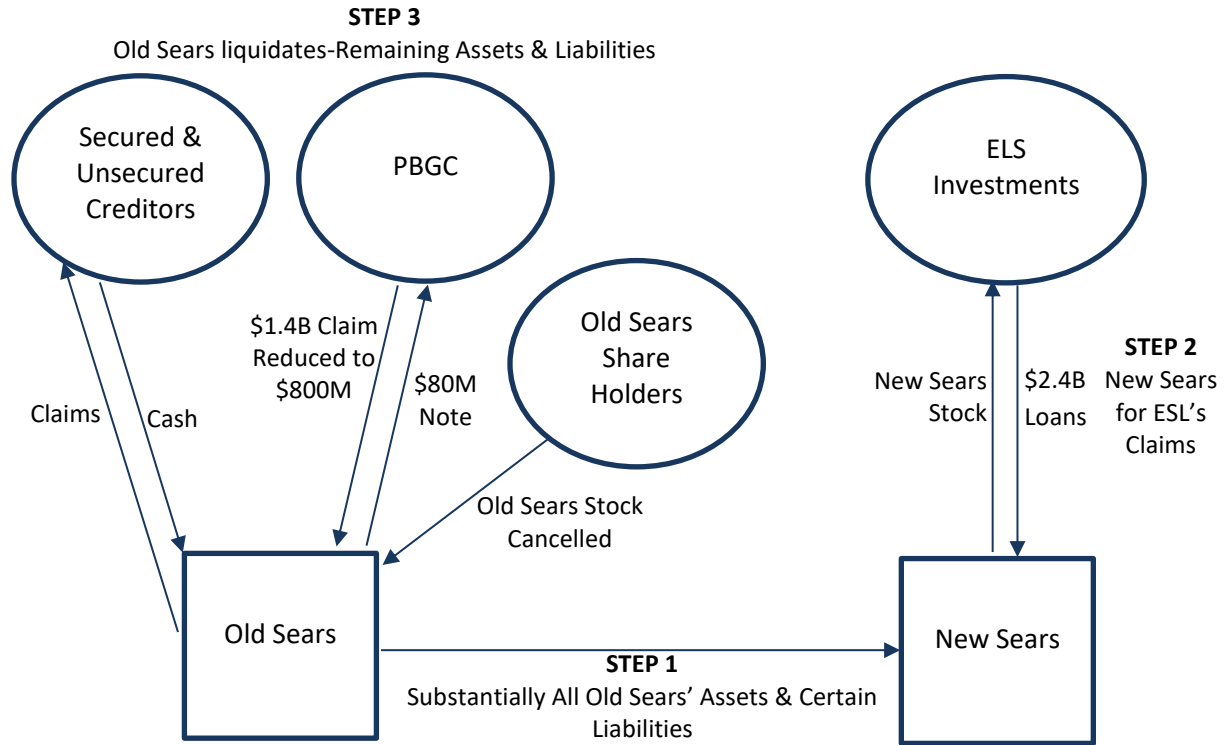 STEP 3
Old Sears liquidates-Remaining Assets & Liabilities
Secured &
Unsecured
Creditors
PBGC
ELS
Investments
Old Sears
Share
Holders
$1.4B Claim
Reduced to
$800M
$80M
Note
Claims
Cash
New Sears
Stock
$2.4B
Loans
STEP 2
New Sears
for ESL’s
Claims
Old Sears Stock
Cancelled
Old Sears
New Sears
STEP 1
Substantially All Old Sears’ Assets & Certain
Liabilities